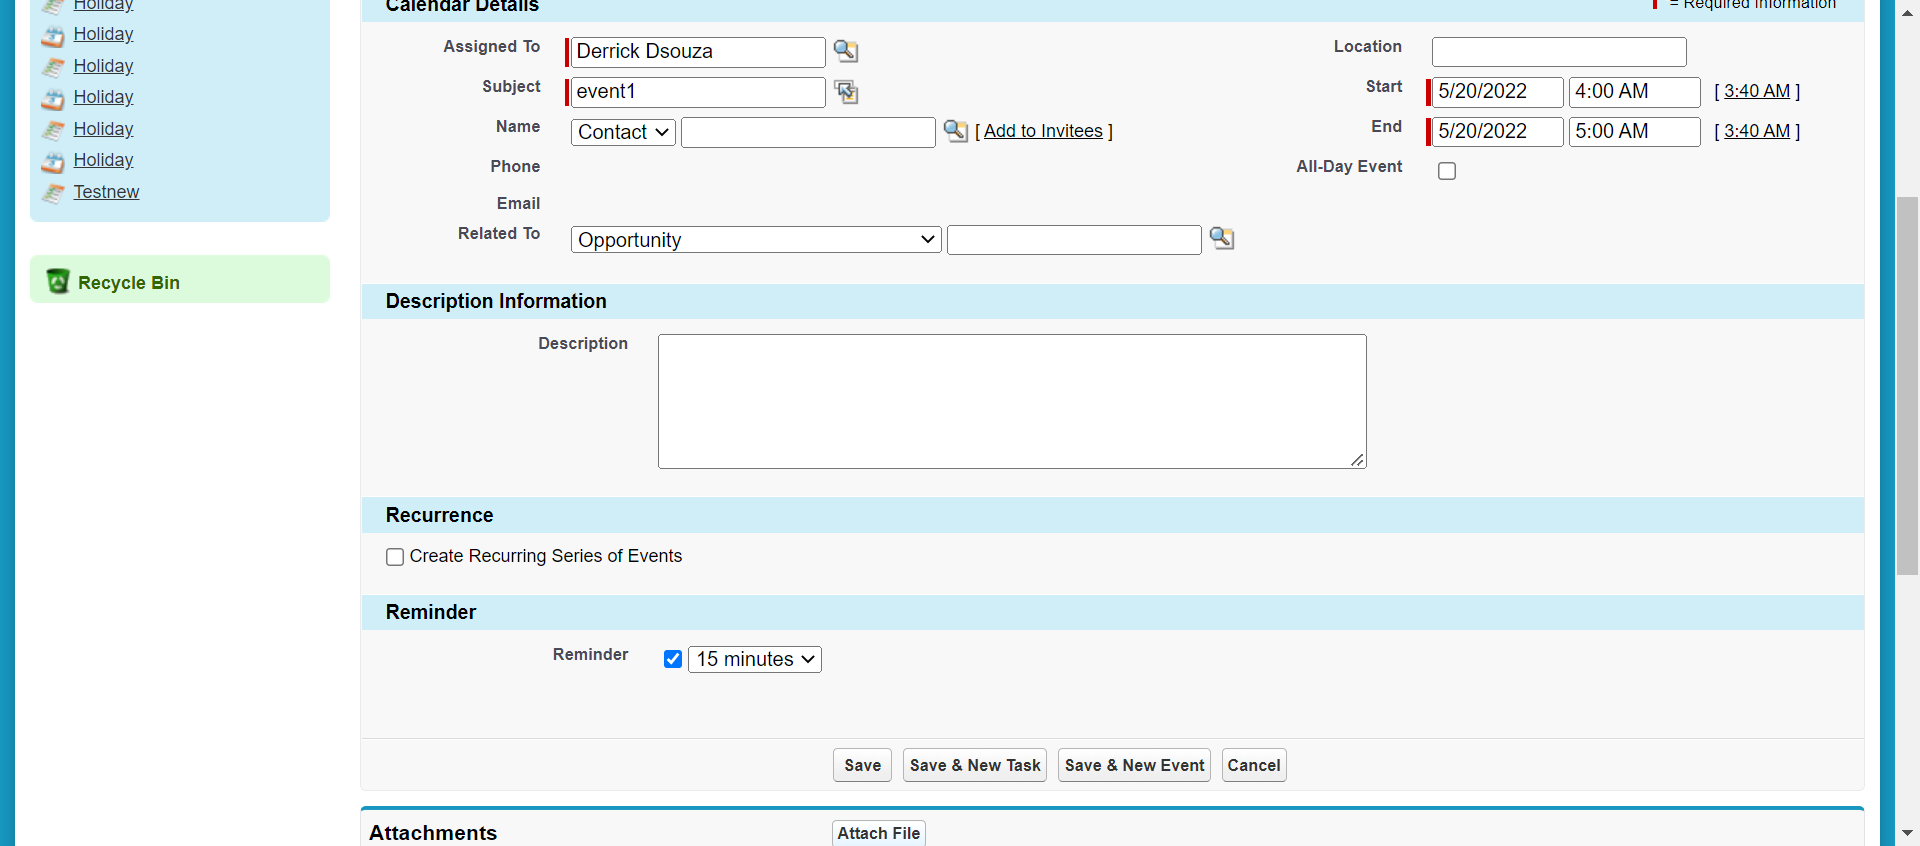 Holiday
Holiday
Holiday
Holiday
Holiday
Holiday
Testnew
Recycle Bin
Calendar Details
= Required Information
Assigned To Derrick Dsouza
Location
Subject event1
Start 5/20/2022 4:00 AM [ 3:40 AM ]
Name Contact [ Add to Invitees ]
End 5/20/2022 5:00 AM [ 3:40 AM ]
Phone
All-Day Event
Email
Related To Opportunity
Description Information
Description
Recurrence
Create Recurring Series of Events
Reminder
Reminder 15 minutes
Save Save & New Task Save & New Event Cancel
Attachments Attach File